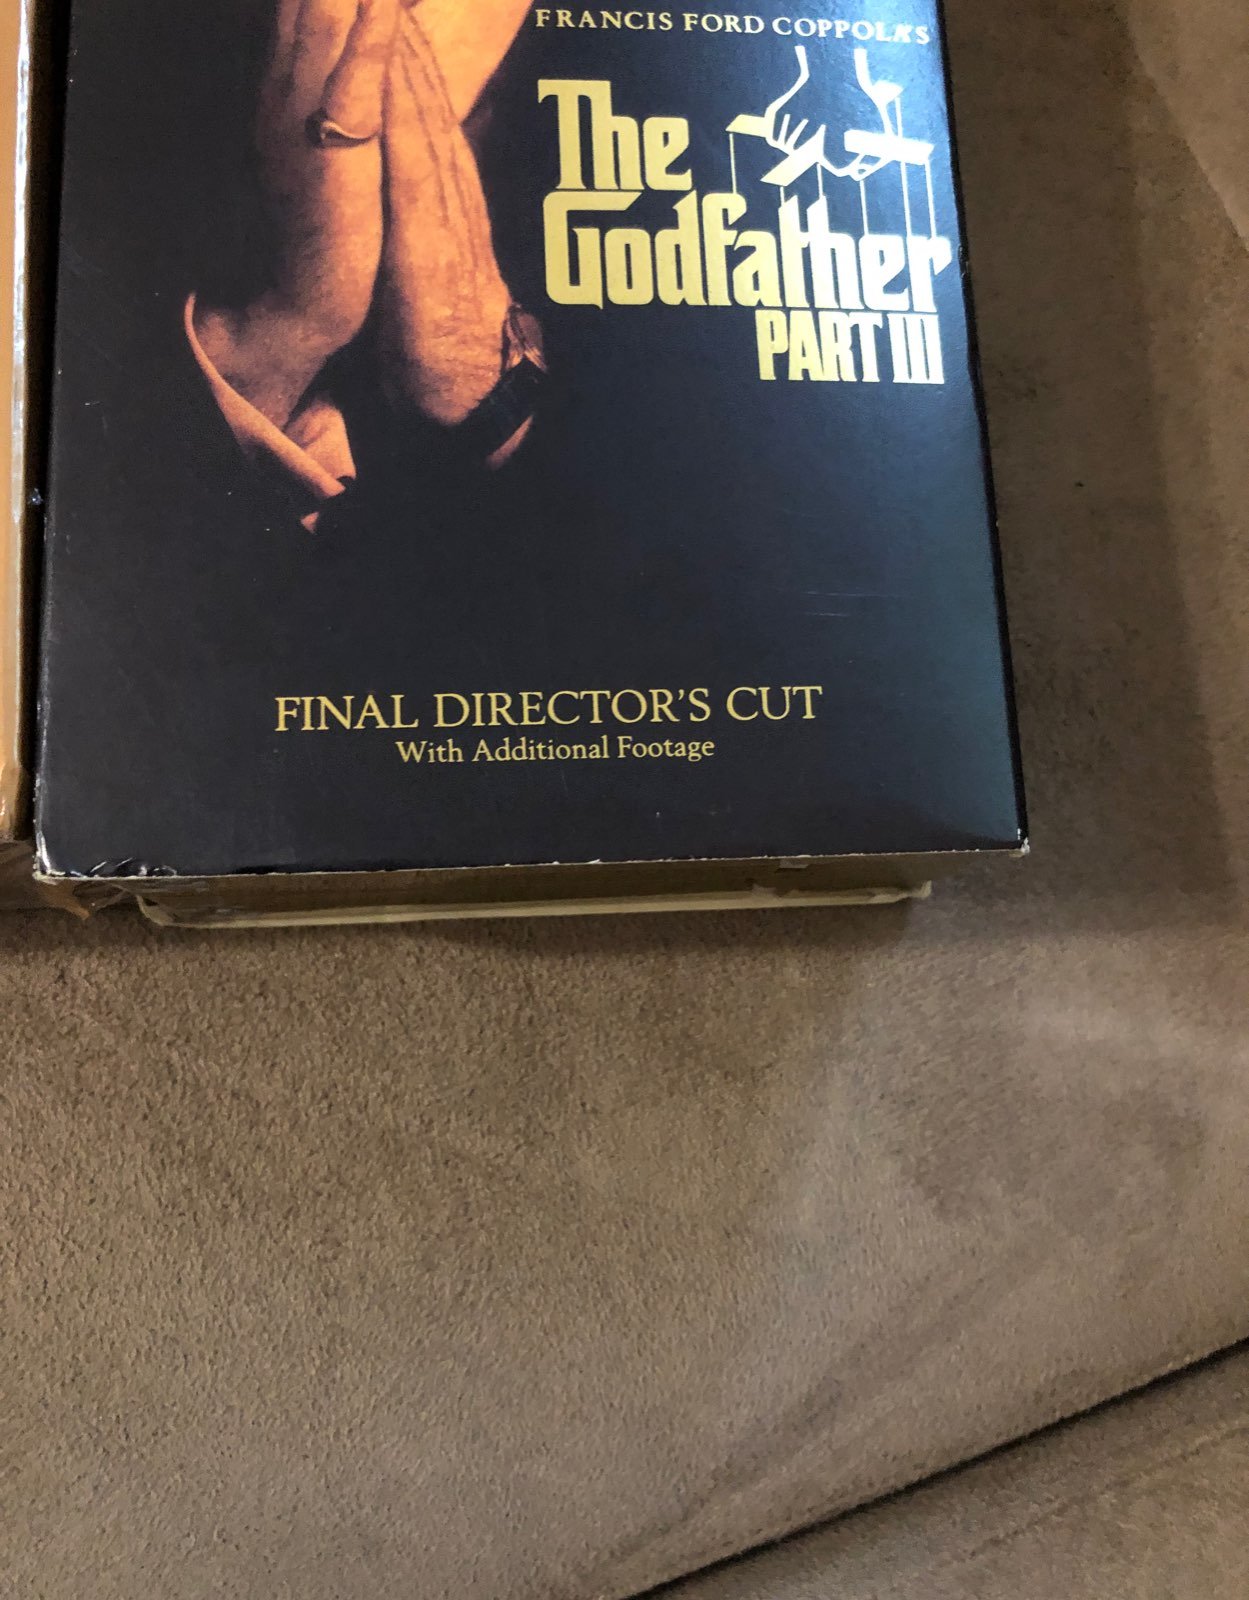 FRANCIS FORD COPPOLA'S
The
Godfather
PART III
FINAL DIRECTOR'S CUT
With Additional Footage